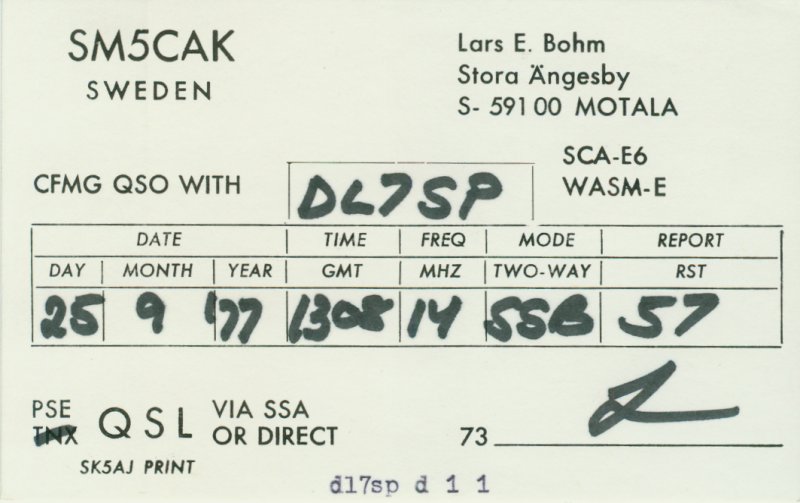 SM5CAK
SWEDEN
Lars E. Bohm
Stora Ängesby
S- 591 00 MOTALA
SCA-E6
WASM-E
CFMG QSO WITH DL7SP
DATE TIME FREQ MODE REPORT
DAY MONTH YEAR GMT MHZ TWO-WAY RST
25 9 '77 1308 14 SSB 57
PSE
TNX
QSL
VIA SSA
OR DIRECT
73
SK5AJ PRINT
dl7sp d 1 1